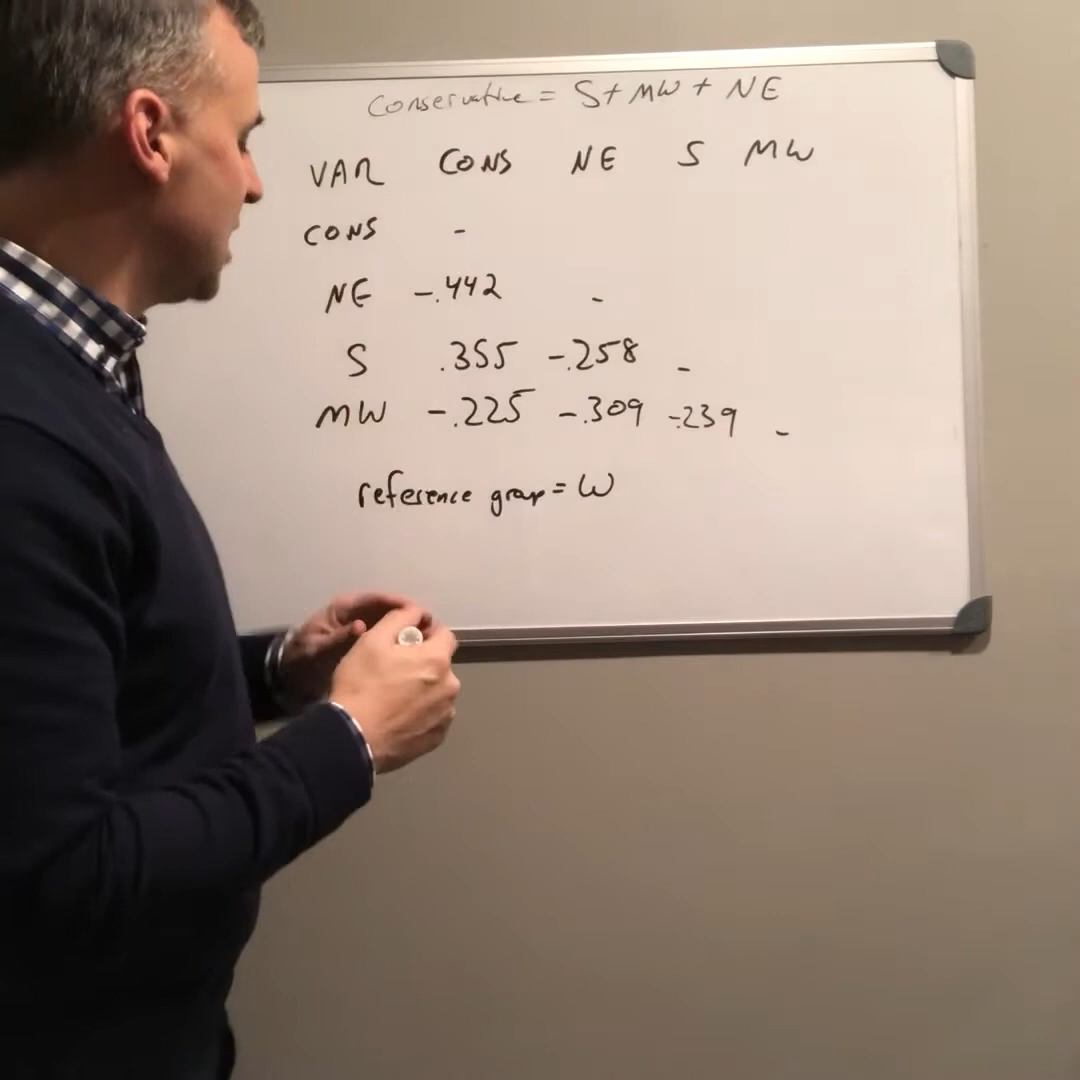 Conservative = S + MW + NE
VAR CONS NE S MW
CONS -
NE -.442 -
S .355 -.258 -
MW -.225 -.309 -.239 -
reference group = W